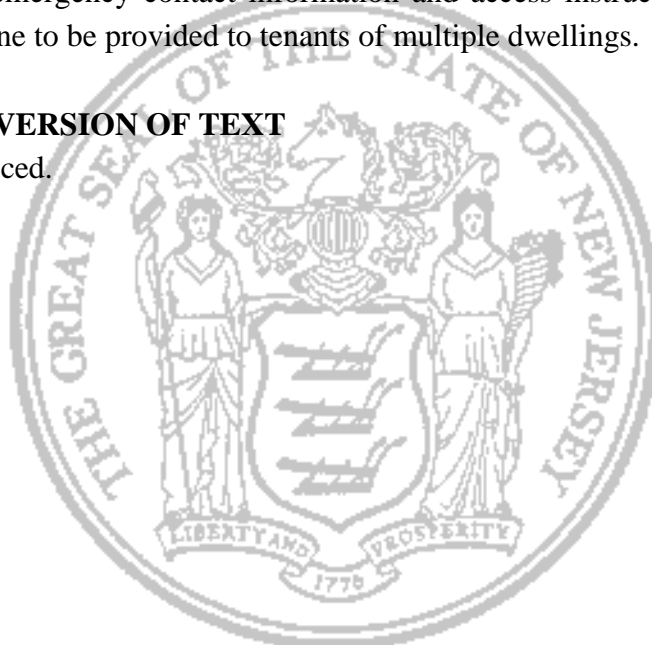 emergency contact information and access instruc
ne to be provided to tenants of multiple dwellings.
VERSION OF TEXT
ced.
THE GREAT SEAL OF THE STATE OF NEW JERSEY
LIBERTY AND PROSPERITY
1776